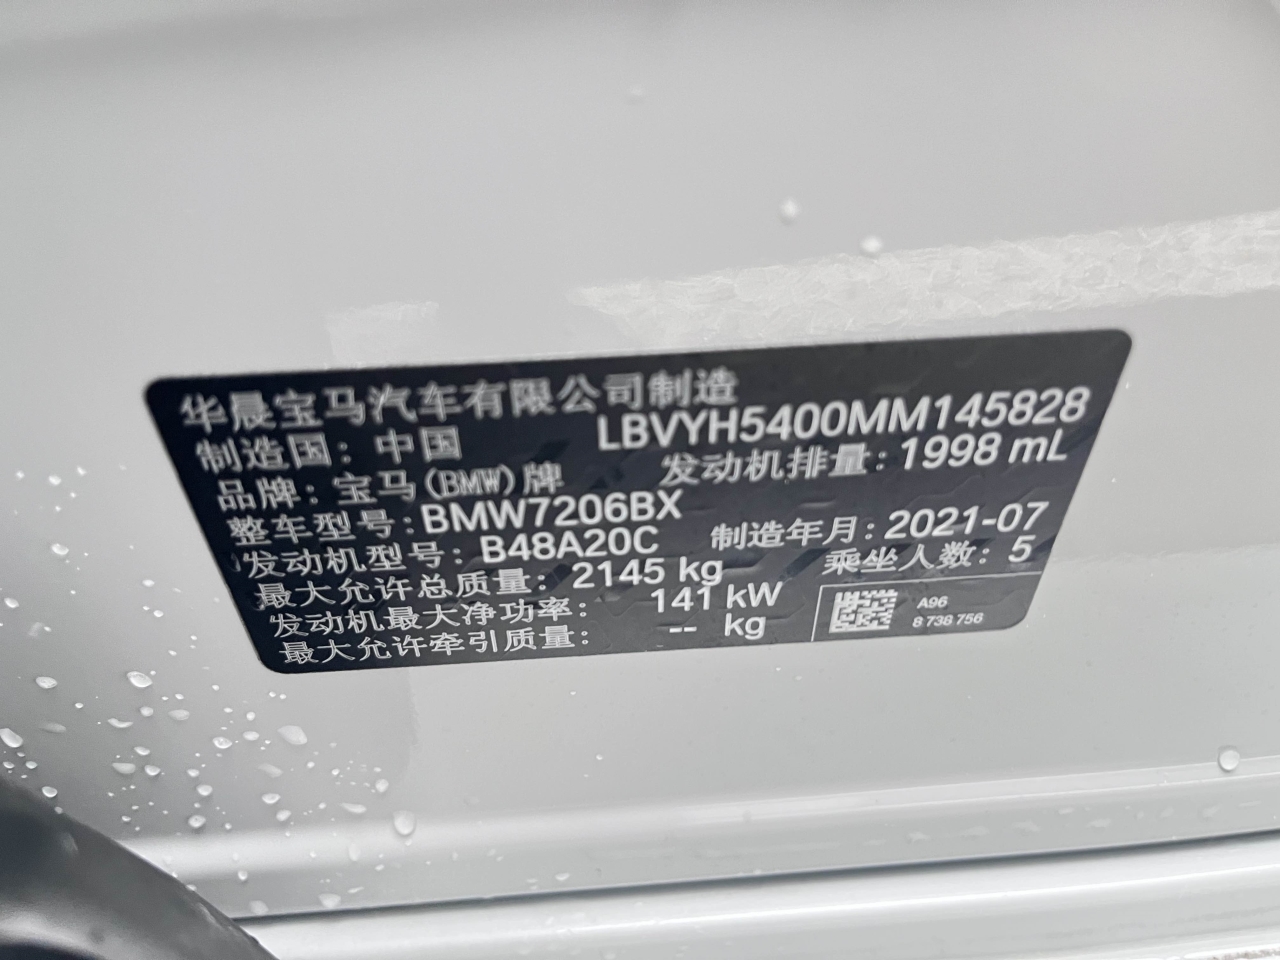 华晨宝马汽车有限公司制造
制造国：中国 LBVYH5400MM145828
品牌：宝马(BMW)牌 发动机排量：1998 mL
整车型号：BMW7206BX
发动机型号：B48A20C 制造年月：2021-07
最大允许总质量：2145 kg 乘坐人数：5
发动机最大净功率： 141 kW
最大允许牵引质量： -- kg
A96
8 738 756